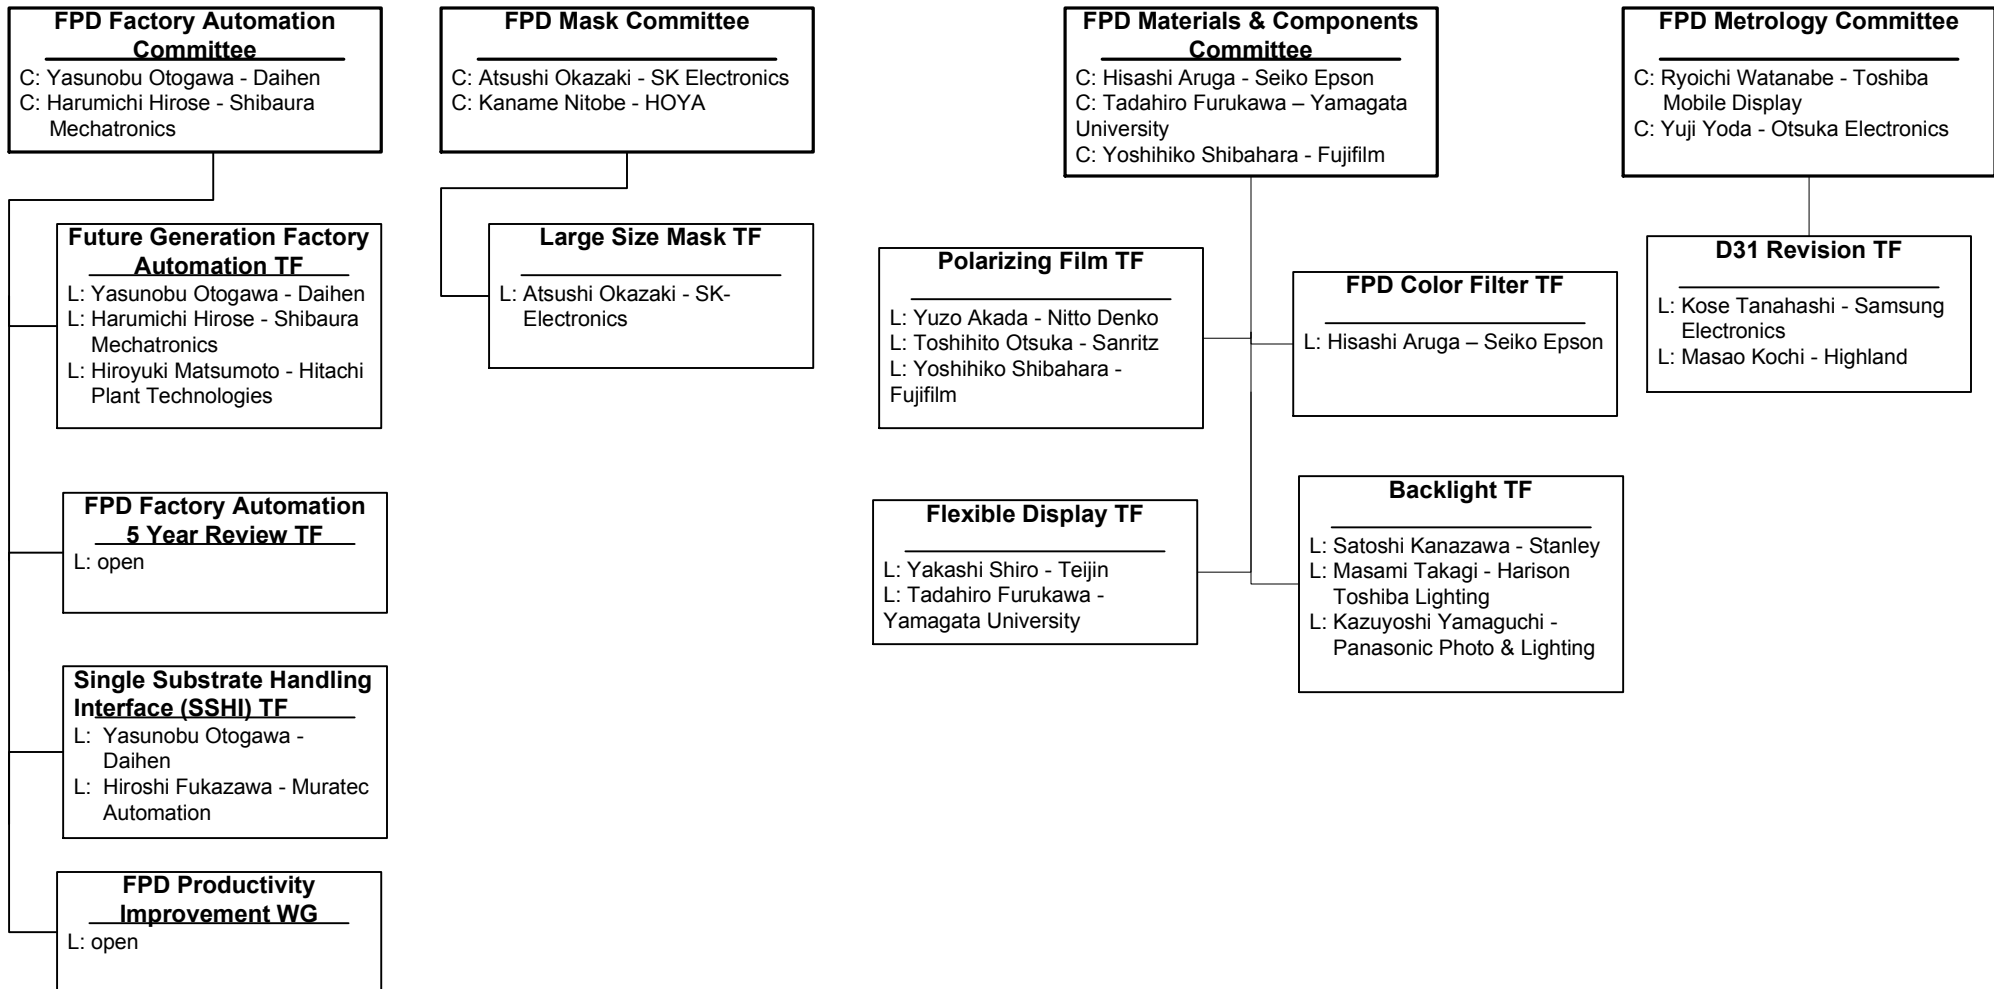 FPD Factory Automation
Committee
C: Yasunobu Otogawa - Daihen
C: Harumichi Hirose - Shibaura
Mechatronics
FPD Mask Committee
C: Atsushi Okazaki - SK Electronics
C: Kaname Nitobe - HOYA
FPD Materials & Components
Committee
C: Hisashi Aruga - Seiko Epson
C: Tadahiro Furukawa – Yamagata
University
C: Yoshihiko Shibahara - Fujifilm
FPD Metrology Committee
C: Ryoichi Watanabe - Toshiba
Mobile Display
C: Yuji Yoda - Otsuka Electronics
Future Generation Factory
Automation TF
L: Yasunobu Otogawa - Daihen
L: Harumichi Hirose - Shibaura
Mechatronics
L: Hiroyuki Matsumoto - Hitachi
Plant Technologies
Large Size Mask TF
L: Atsushi Okazaki - SK-
Electronics
Polarizing Film TF
L: Yuzo Akada - Nitto Denko
L: Toshihito Otsuka - Sanritz
L: Yoshihiko Shibahara -
Fujifilm
FPD Color Filter TF
L: Hisashi Aruga – Seiko Epson
D31 Revision TF
L: Kose Tanahashi - Samsung
Electronics
L: Masao Kochi - Highland
FPD Factory Automation
5 Year Review TF
L: open
Flexible Display TF
L: Yakashi Shiro - Teijin
L: Tadahiro Furukawa -
Yamagata University
Backlight TF
L: Satoshi Kanazawa - Stanley
L: Masami Takagi - Harison
Toshiba Lighting
L: Kazuyoshi Yamaguchi -
Panasonic Photo & Lighting
Single Substrate Handling
Interface (SSHI) TF
L: Yasunobu Otogawa -
Daihen
L: Hiroshi Fukazawa - Muratec
Automation
FPD Productivity
Improvement WG
L: open